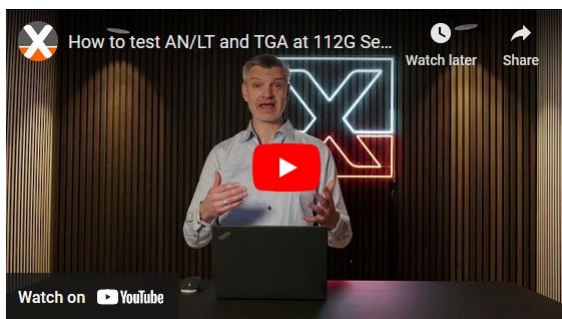 How to test AN/LT and TGA at 112G Se...
Watch later
Share
Watch on YouTube